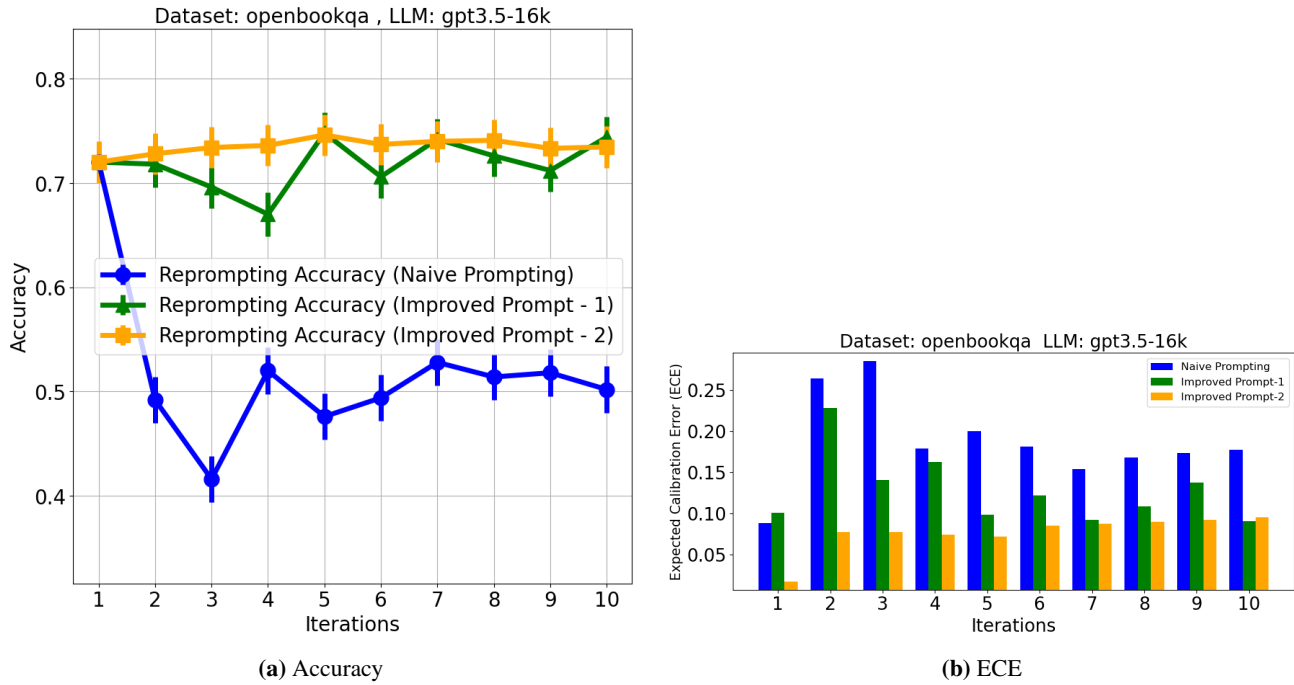 Dataset: openbookqa , LLM: gpt3.5-16k
Accuracy
0.8
0.7
0.6
0.5
0.4
Reprompting Accuracy (Naive Prompting)
Reprompting Accuracy (Improved Prompt - 1)
Reprompting Accuracy (Improved Prompt - 2)
1 2 3 4 5 6 7 8 9 10
Iterations
(a) Accuracy
Dataset: openbookqa LLM: gpt3.5-16k
Expected Calibration Error (ECE)
0.25
0.20
0.15
0.10
0.05
Naive Prompting
Improved Prompt-1
Improved Prompt-2
1 2 3 4 5 6 7 8 9 10
Iterations
(b) ECE